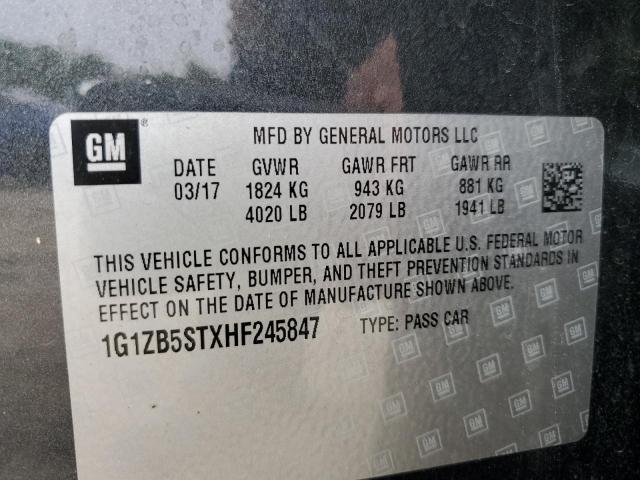 GM
MFD BY GENERAL MOTORS LLC
DATE GVWR GAWR FRT GAWR RR
03/17 1824 KG 943 KG 881 KG
4020 LB 2079 LB 1941 LB
THIS VEHICLE CONFORMS TO ALL APPLICABLE U.S. FEDERAL MOTOR
VEHICLE SAFETY, BUMPER, AND THEFT PREVENTION STANDARDS IN
EFFECT ON THE DATE OF MANUFACTURE SHOWN ABOVE.
1G1ZB5STXHF245847 TYPE: PASS CAR